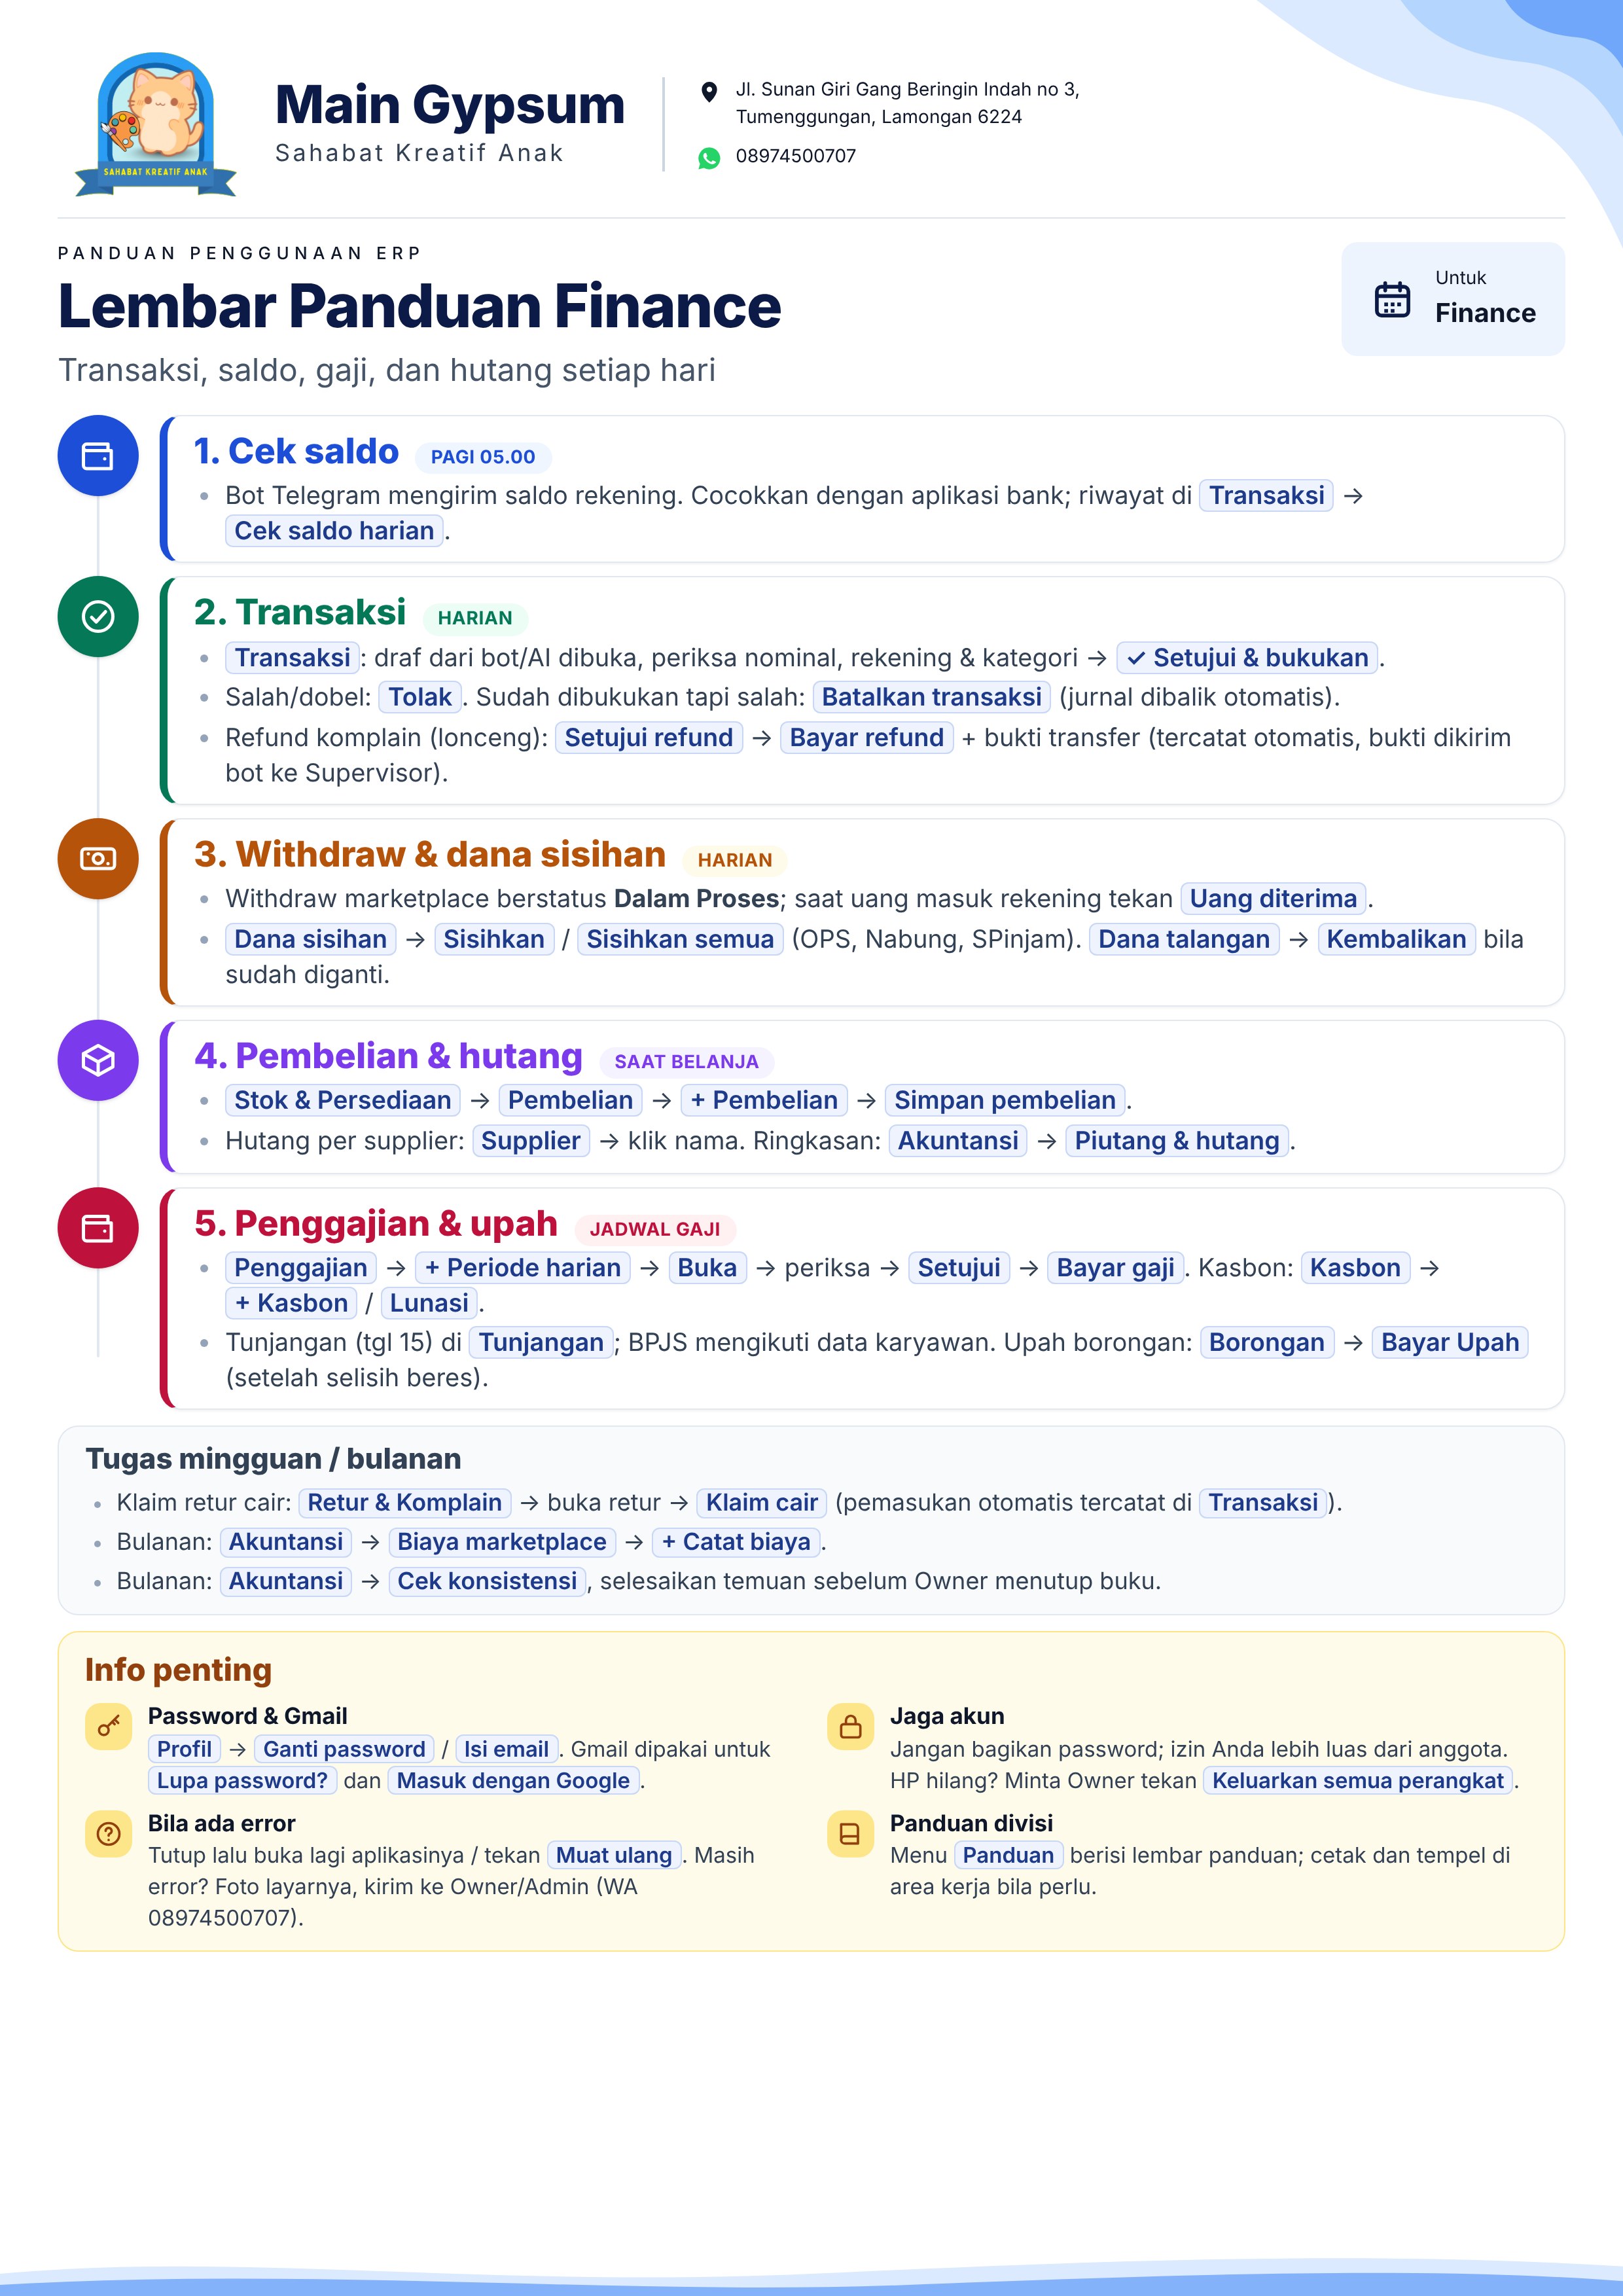 SAHABAT KREATIF ANAK
Main Gypsum
Sahabat Kreatif Anak
Jl. Sunan Giri Gang Beringin Indah no 3,
Tumenggungan, Lamongan 6224
08974500707
PANDUAN PENGGUNAAN ERP
Lembar Panduan Finance
Transaksi, saldo, gaji, dan hutang setiap hari
Untuk
Finance
1. Cek saldo PAGI 05.00
• Bot Telegram mengirim saldo rekening. Cocokkan dengan aplikasi bank; riwayat di Transaksi →
Cek saldo harian.
2. Transaksi HARIAN
• Transaksi: draf dari bot/AI dibuka, periksa nominal, rekening & kategori → ✓ Setujui & bukukan.
• Salah/dobel: Tolak. Sudah dibukukan tapi salah: Batalkan transaksi (jurnal dibalik otomatis).
• Refund komplain (lonceng): Setujui refund → Bayar refund + bukti transfer (tercatat otomatis, bukti dikirim
bot ke Supervisor).
3. Withdraw & dana sisihan HARIAN
• Withdraw marketplace berstatus Dalam Proses; saat uang masuk rekening tekan Uang diterima.
• Dana sisihan → Sisihkan / Sisihkan semua (OPS, Nabung, SPinjam). Dana talangan → Kembalikan bila
sudah diganti.
4. Pembelian & hutang SAAT BELANJA
• Stok & Persediaan → Pembelian → + Pembelian → Simpan pembelian.
• Hutang per supplier: Supplier → klik nama. Ringkasan: Akuntansi → Piutang & hutang.
5. Penggajian & upah JADWAL GAJI
• Penggajian → + Periode harian → Buka → periksa → Setujui → Bayar gaji. Kasbon: Kasbon →
+ Kasbon / Lunasi.
• Tunjangan (tgl 15) di Tunjangan; BPJS mengikuti data karyawan. Upah borongan: Borongan → Bayar Upah
(setelah selisih beres).
Tugas mingguan / bulanan
• Klaim retur cair: Retur & Komplain → buka retur → Klaim cair (pemasukan otomatis tercatat di Transaksi).
• Bulanan: Akuntansi → Biaya marketplace → + Catat biaya.
• Bulanan: Akuntansi → Cek konsistensi, selesaikan temuan sebelum Owner menutup buku.
Info penting
Password & Gmail
Profil → Ganti password / Isi email. Gmail dipakai untuk
Lupa password? dan Masuk dengan Google.
Jaga akun
Jangan bagikan password; izin Anda lebih luas dari anggota.
HP hilang? Minta Owner tekan Keluarkan semua perangkat.
Bila ada error
Tutup lalu buka lagi aplikasinya / tekan Muat ulang. Masih
error? Foto layarnya, kirim ke Owner/Admin (WA
08974500707).
Panduan divisi
Menu Panduan berisi lembar panduan; cetak dan tempel di
area kerja bila perlu.